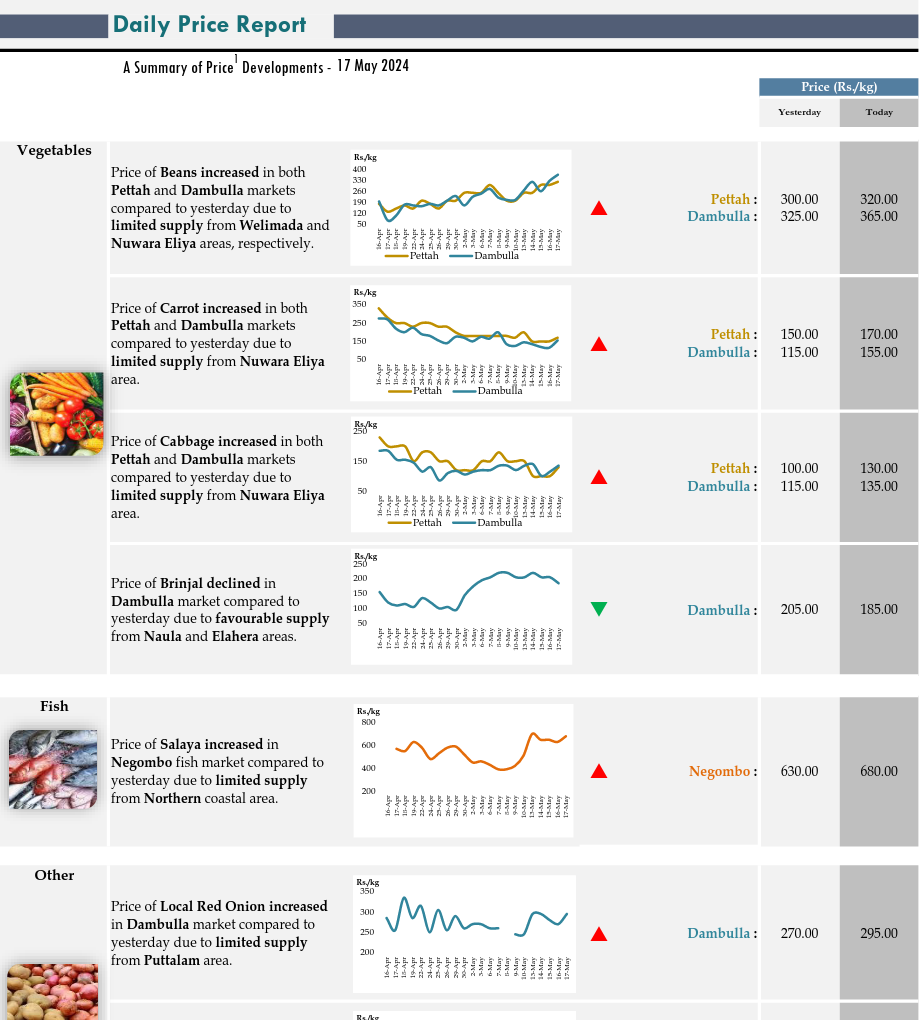 Daily Price Report
A Summary of Price1 Developments - 17 May 2024
Price (Rs./kg)
Yesterday Today
Vegetables
Price of Beans increased in both
Pettah and Dambulla markets
compared to yesterday due to
limited supply from Welimada and
Nuwara Eliya areas, respectively.
Rs./kg
400
330
260
190
120
50
16-Apr 17-Apr 18-Apr 19-Apr 22-Apr 24-Apr 25-Apr 26-Apr 29-Apr 30-Apr 2-May 3-May 6-May 7-May 8-May 9-May 10-May 13-May 14-May 15-May 16-May 17-May
Pettah Dambulla
Pettah : 300.00 320.00
Dambulla : 325.00 365.00
Price of Carrot increased in both
Pettah and Dambulla markets
compared to yesterday due to
limited supply from Nuwara Eliya
area.
Rs./kg
350
250
150
50
16-Apr 17-Apr 18-Apr 19-Apr 22-Apr 24-Apr 25-Apr 26-Apr 29-Apr 30-Apr 2-May 3-May 6-May 7-May 8-May 9-May 10-May 13-May 14-May 15-May 16-May 17-May
Pettah Dambulla
Pettah : 150.00 170.00
Dambulla : 115.00 155.00
Price of Cabbage increased in both
Pettah and Dambulla markets
compared to yesterday due to
limited supply from Nuwara Eliya
area.
Rs./kg
250
150
50
16-Apr 17-Apr 18-Apr 19-Apr 22-Apr 24-Apr 25-Apr 26-Apr 29-Apr 30-Apr 2-May 3-May 6-May 7-May 8-May 9-May 10-May 13-May 14-May 15-May 16-May 17-May
Pettah Dambulla
Pettah : 100.00 130.00
Dambulla : 115.00 135.00
Price of Brinjal declined in
Dambulla market compared to
yesterday due to favourable supply
from Naula and Elahera areas.
Rs./kg
250
200
150
100
50
16-Apr 17-Apr 18-Apr 19-Apr 22-Apr 24-Apr 25-Apr 26-Apr 29-Apr 30-Apr 2-May 3-May 6-May 7-May 8-May 9-May 10-May 13-May 14-May 15-May 16-May 17-May
Dambulla : 205.00 185.00
Fish
Price of Salaya increased in
Negombo fish market compared to
yesterday due to limited supply
from Northern coastal area.
Rs./kg
800
600
400
200
16-Apr 17-Apr 18-Apr 19-Apr 22-Apr 24-Apr 25-Apr 26-Apr 29-Apr 30-Apr 2-May 3-May 6-May 7-May 8-May 9-May 10-May 13-May 14-May 15-May 16-May 17-May
Negombo : 630.00 680.00
Other
Price of Local Red Onion increased
in Dambulla market compared to
yesterday due to limited supply
from Puttalam area.
Rs./kg
350
300
250
200
16-Apr 17-Apr 18-Apr 19-Apr 22-Apr 24-Apr 25-Apr 26-Apr 29-Apr 30-Apr 2-May 3-May 6-May 7-May 8-May 9-May 10-May 13-May 14-May 15-May 16-May 17-May
Dambulla : 270.00 295.00
Rs./kg